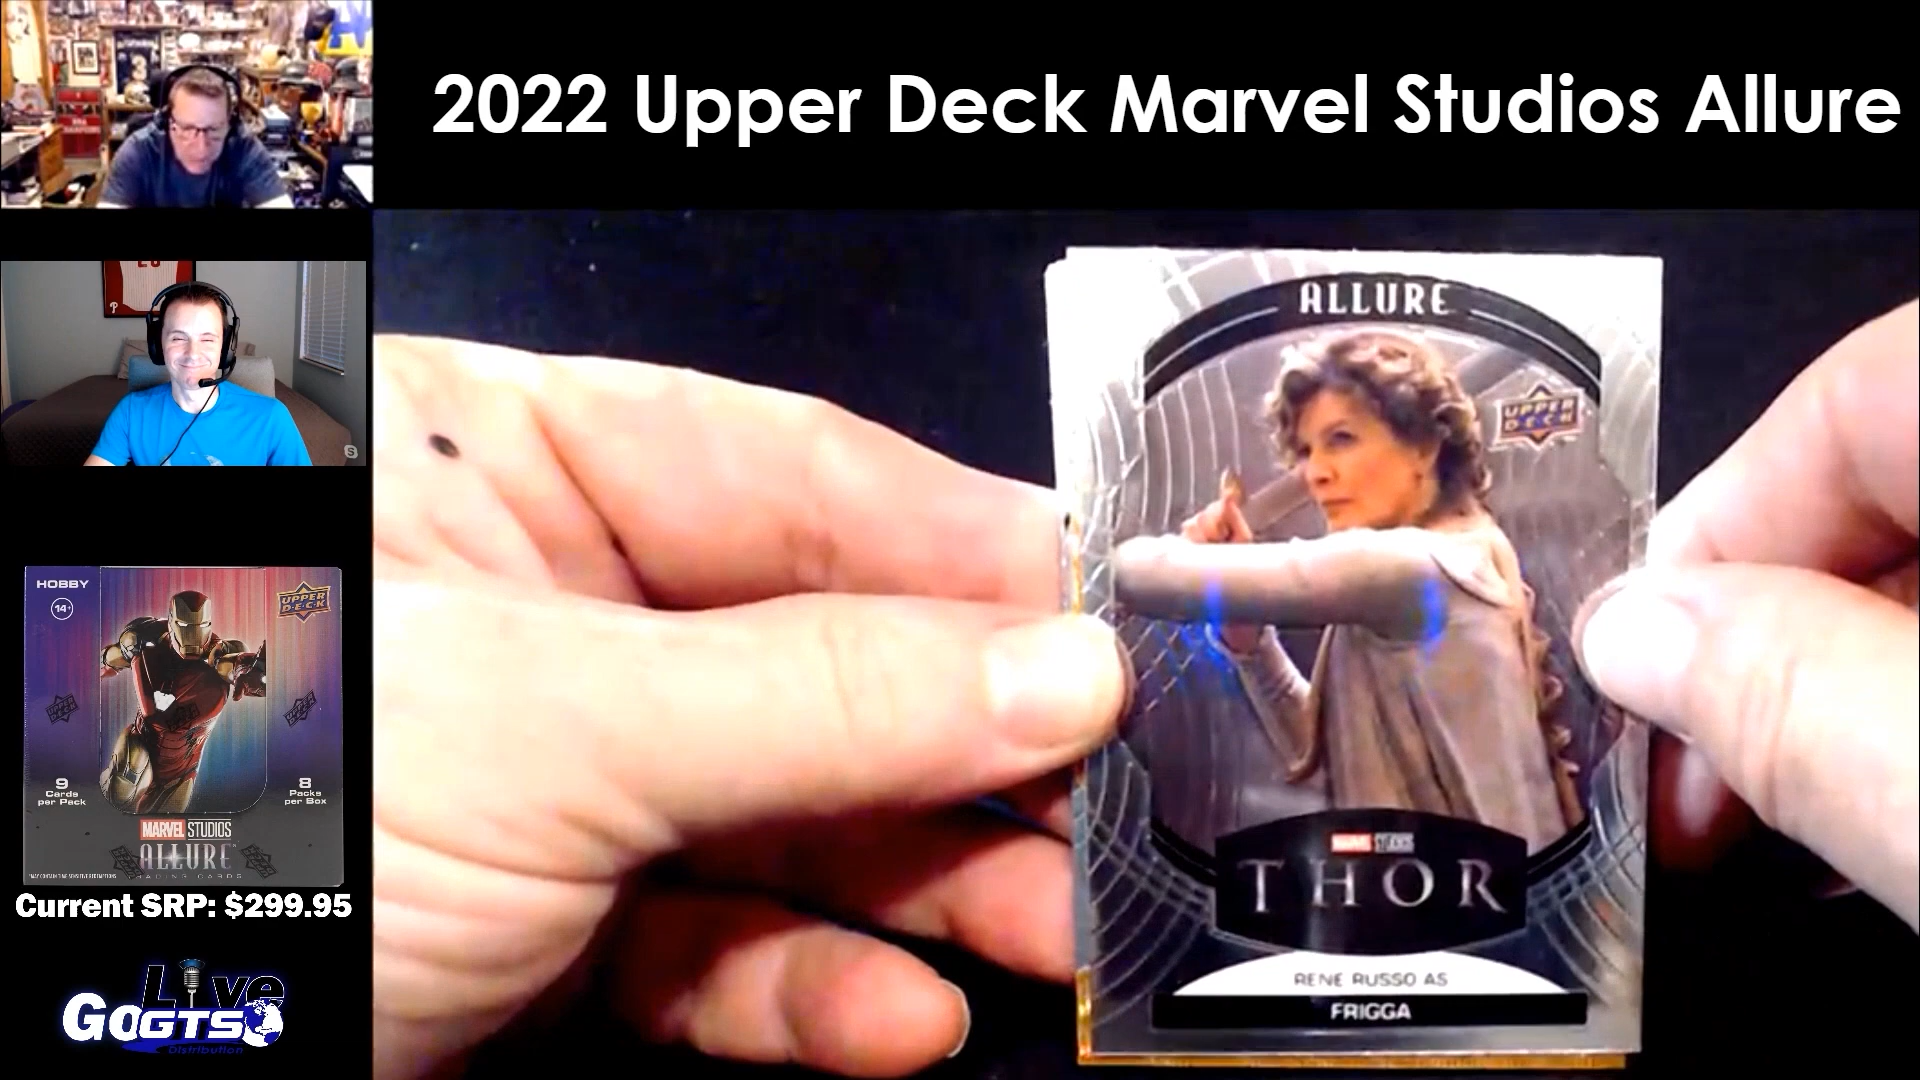 2022 Upper Deck Marvel Studios Allure
HOBBY
14+
UPPER
D·E·C·K
9
Cards
per Pack
8
Packs
per Box
MARVEL STUDIOS
ALLURE
TRADING CARDS
Current SRP: $299.95
Live
GoGTS
Distribution
ALLURE
UPPER
DECK
MARVEL STUDIOS
THOR
RENE RUSSO AS
FRIGGA